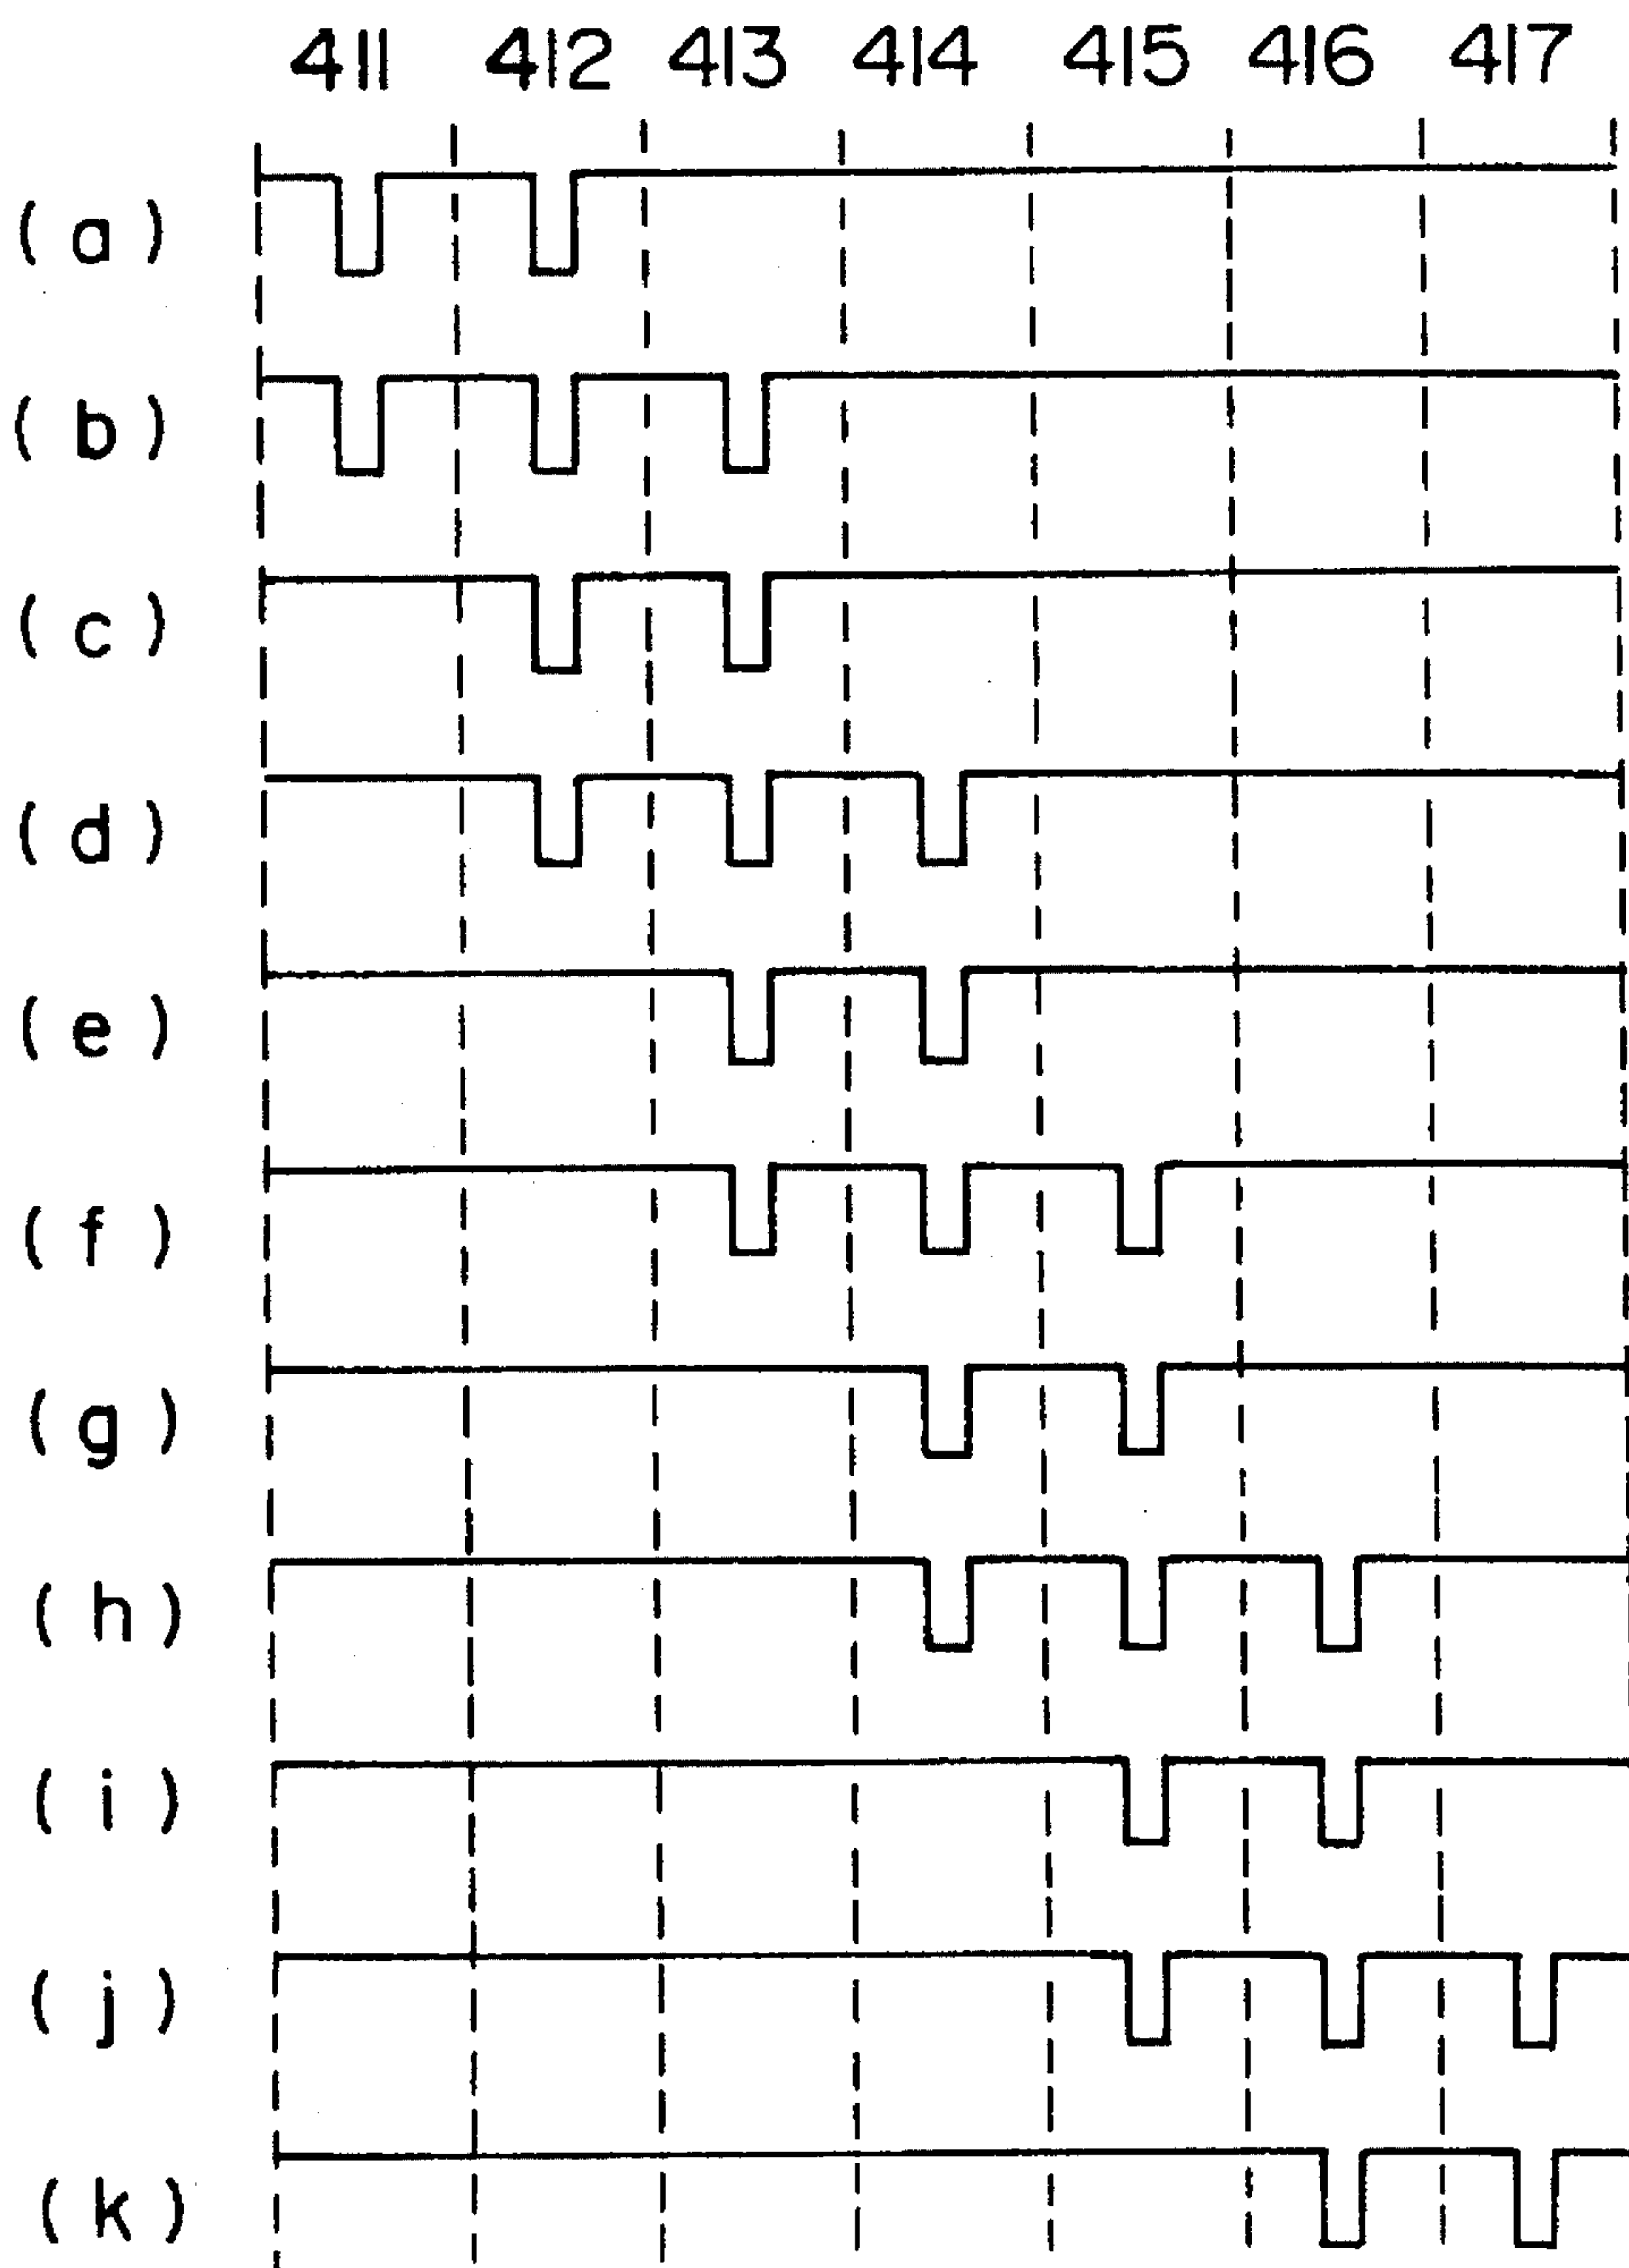 411 412 413 414 415 416 417
( a )
( b )
( c )
( d )
( e )
( f )
( g )
( h )
( i )
( j )
( k )